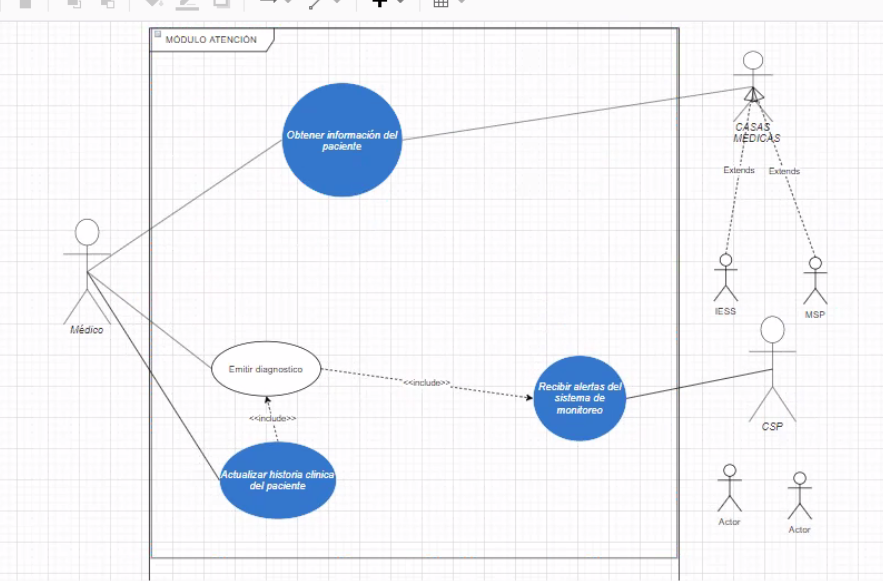 MÓDULO ATENCIÓN
Obtener información del
paciente
CASAS
MÉDICAS
Extends
Extends
IESS
MSP
Médico
Emitir diagnostico
<<include>>
Recibir alertas del
sistema de
monitoreo
<<include>>
CSP
Actualizar historia clínica
del paciente
Actor
Actor